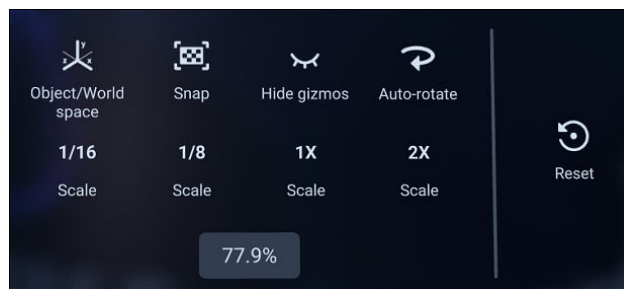 Object/World
space
Snap
Hide gizmos
Auto-rotate
1/16
1/8
1X
2X
Scale
Scale
Scale
Scale
Reset
77.9%